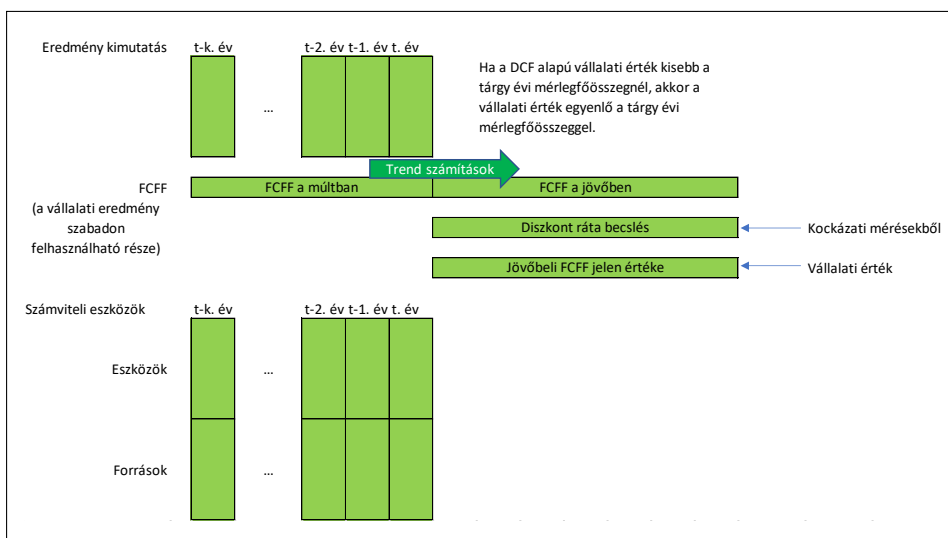 Eredmény kimutatás
t-k. év
t-2. év t-1. év t. év
...
Ha a DCF alapú vállalati érték kisebb a
tárgy évi mérlegfőösszegnél, akkor a
vállalati érték egyenlő a tárgy évi
mérlegfőösszeggel.
Trend számítások
FCFF
(a vállalati eredmény
szabadon
felhasználható része)
FCFF a múltban
FCFF a jövőben
Diszkont ráta becslés
Kockázati mérésekből
Jövőbeli FCFF jelen értéke
Vállalati érték
Számviteli eszközök
t-k. év
t-2. év t-1. év t. év
Eszközök
...
Források
...